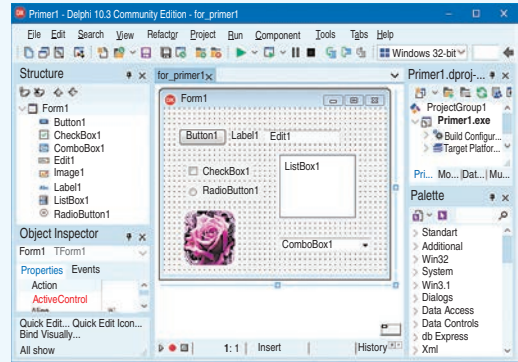 Primer1 - Delphi 10.3 Community Edition - for_primer1
File Edit Search View Refactor Project Run Component Tools Tabs Help
Windows 32-bit
Structure
Form1
Button1
CheckBox1
ComboBox1
Edit1
Image1
Label1
ListBox1
RadioButton1
Object Inspector
Form1 TForm1
Properties Events
Action
ActiveControl
Quick Edit... Quick Edit Icon...
Bind Visually...
All show
for_primer1
Form1
Button1 Label1 Edit1
CheckBox1
RadioButton1
ListBox1
ComboBox1
1: 1 Insert History
Primer1.dproj-...
ProjectGroup1
Primer1.exe
Build Configur...
Target Platfor...
Pri... Mo... Dat... Mu...
Palette
Standart
Additional
Win32
System
Win3.1
Dialogs
Data Access
Data Controls
db Express
Xml